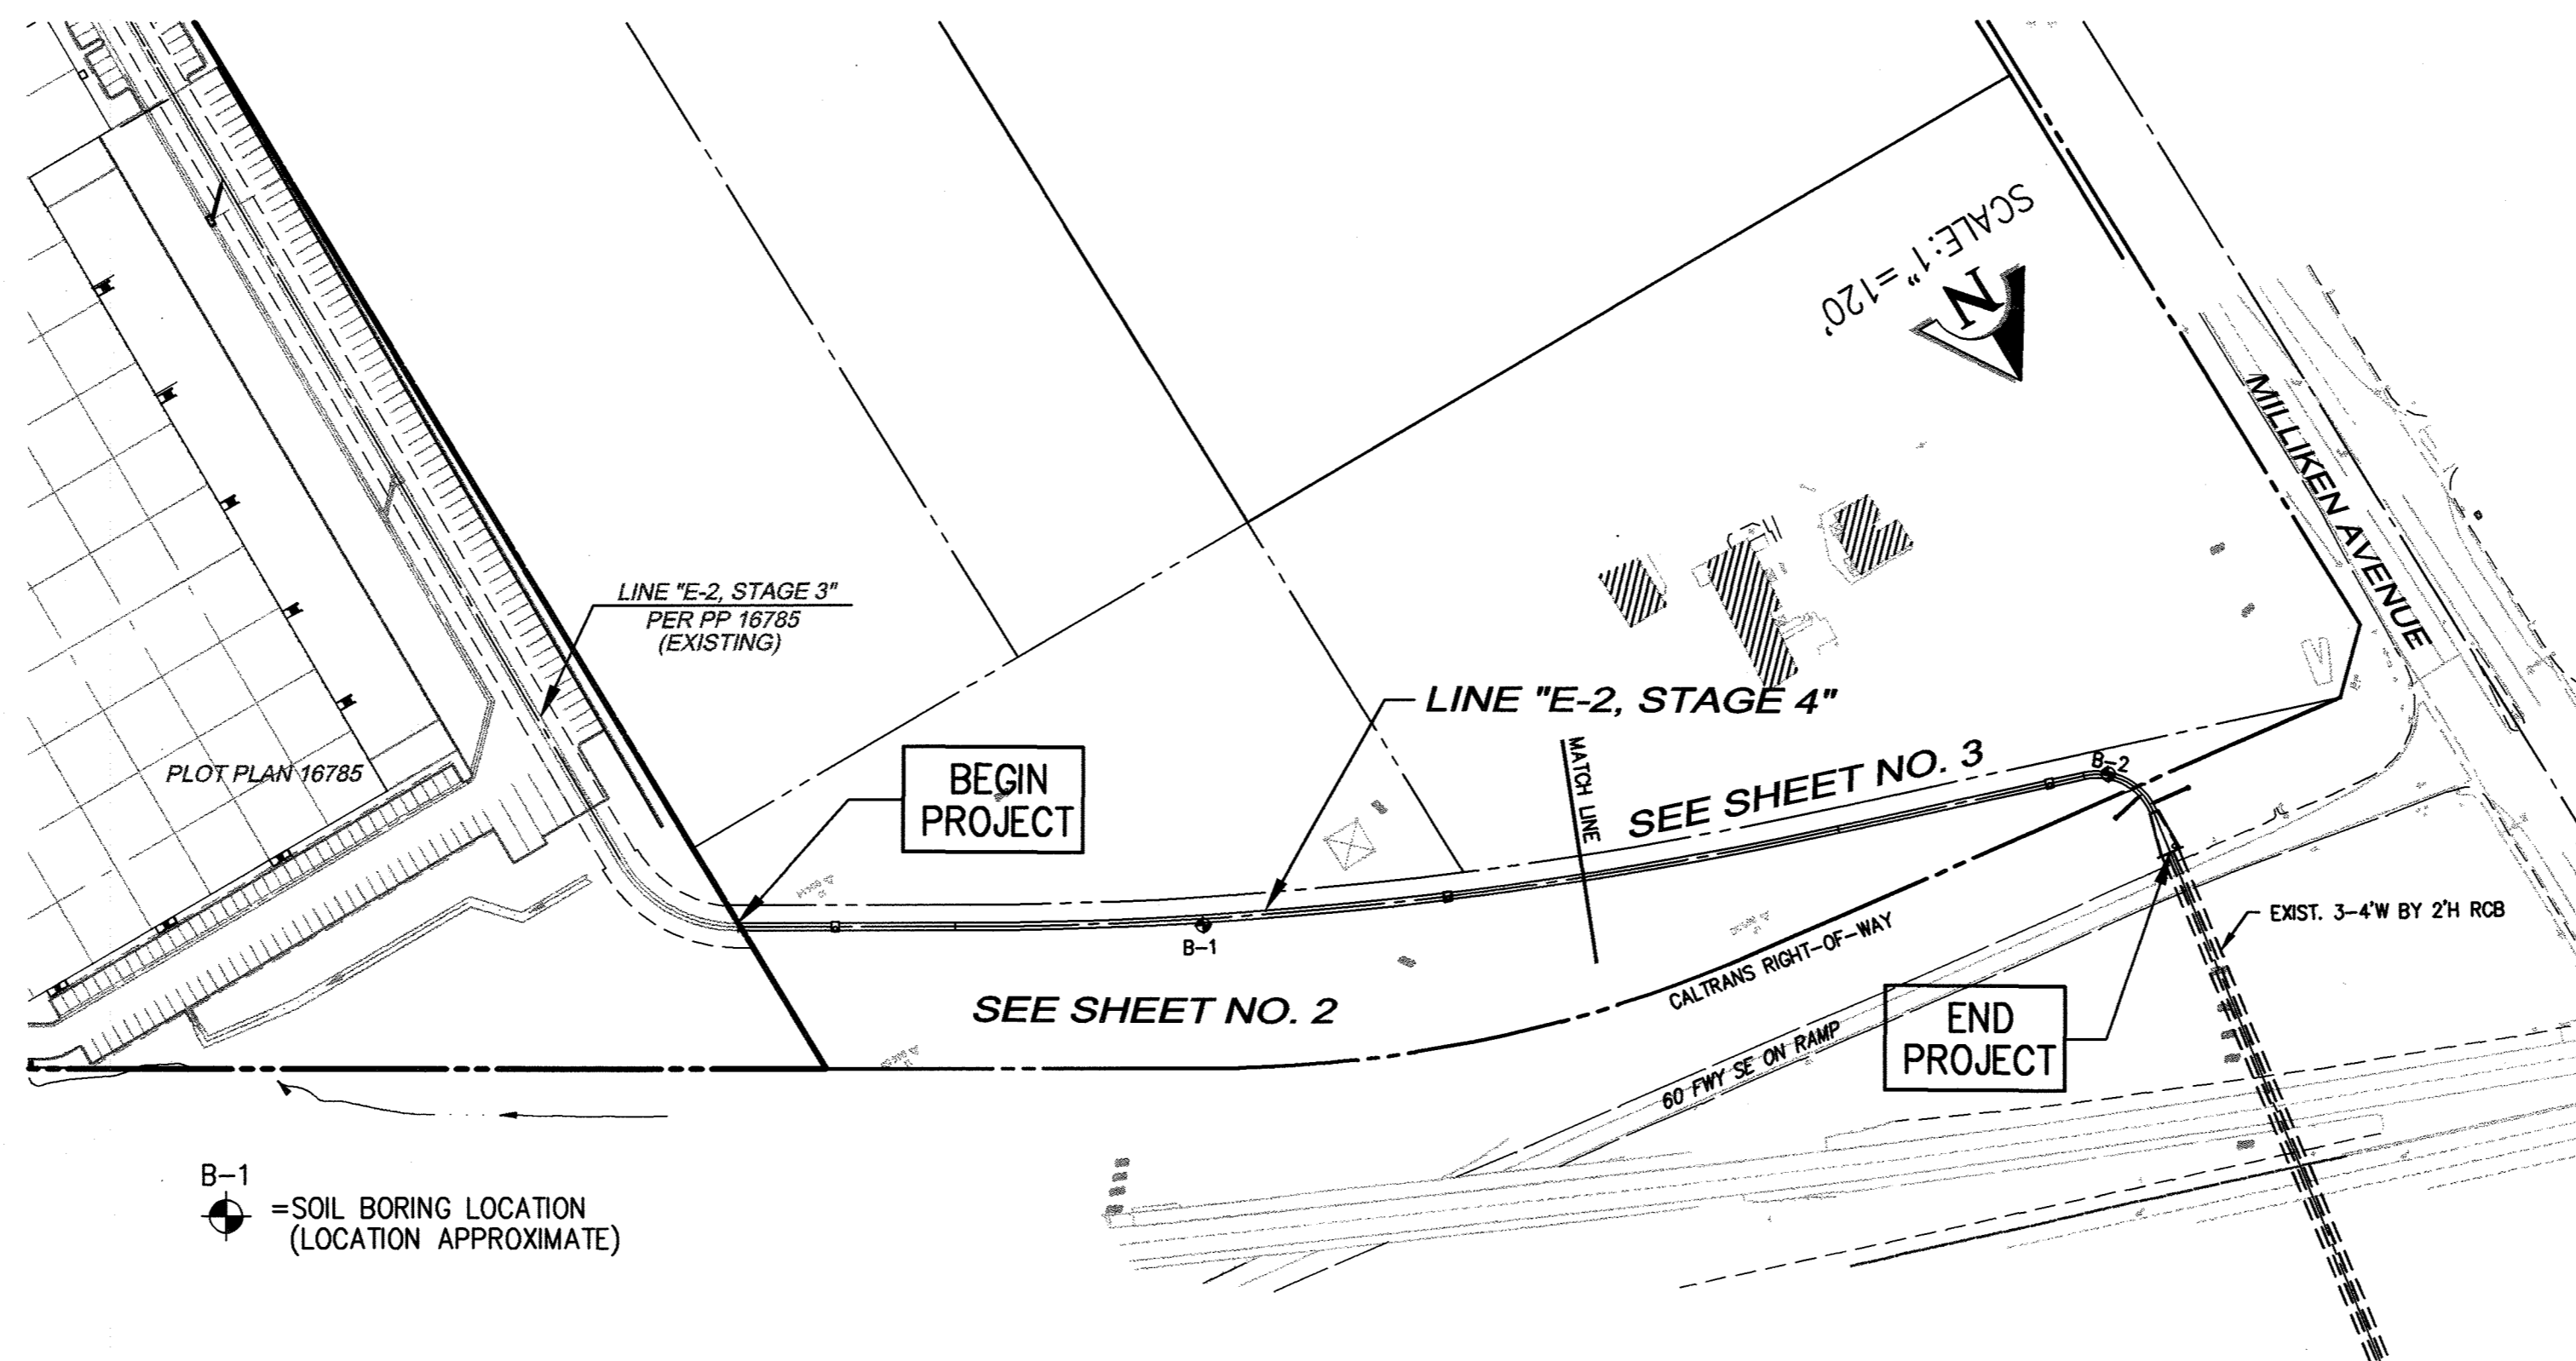 SCALE: 1"=120'
N
MILLIKEN AVENUE
LINE "E-2, STAGE 3"
PER PP 16785
(EXISTING)
LINE "E-2, STAGE 4"
PLOT PLAN 16785
BEGIN
PROJECT
MATCH LINE
SEE SHEET NO. 3
B-2
B-1
EXIST. 3-4'W BY 2'H RCB
CALTRANS RIGHT-OF-WAY
SEE SHEET NO. 2
END
PROJECT
60 FWY SE ON RAMP
B-1
=SOIL BORING LOCATION
(LOCATION APPROXIMATE)